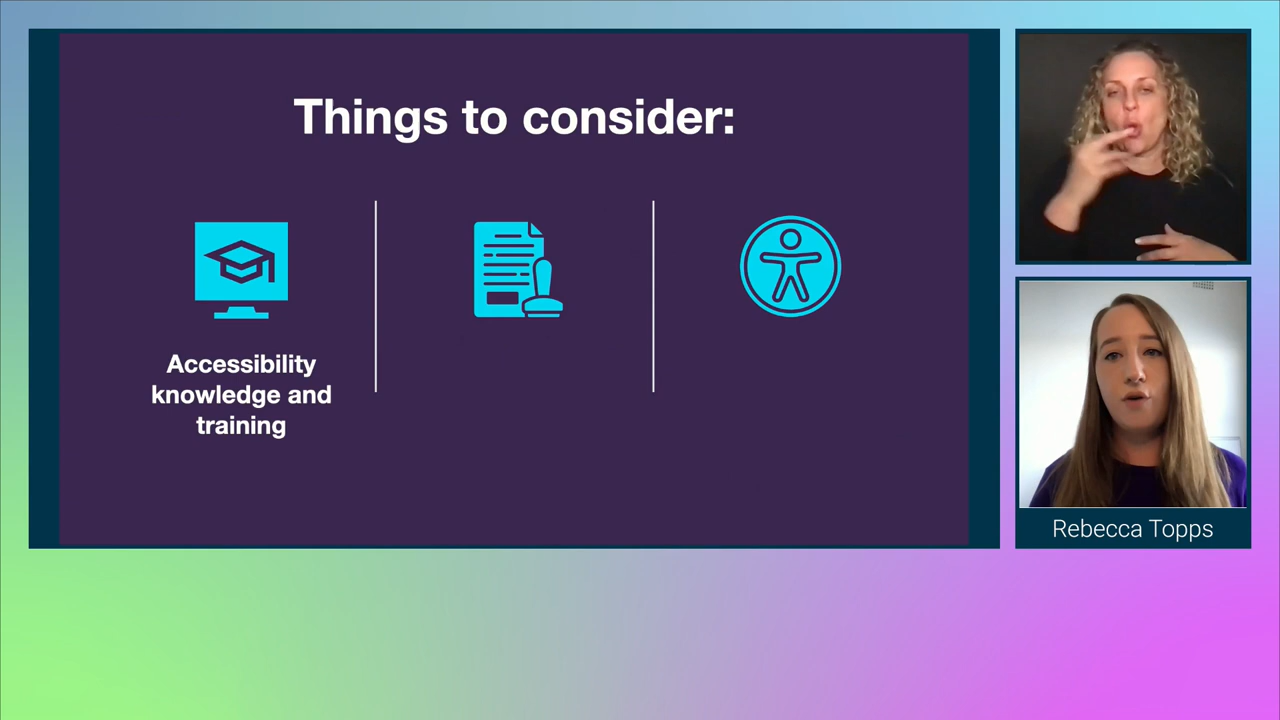 Things to consider:
Accessibility
knowledge and
training
Rebecca Topps